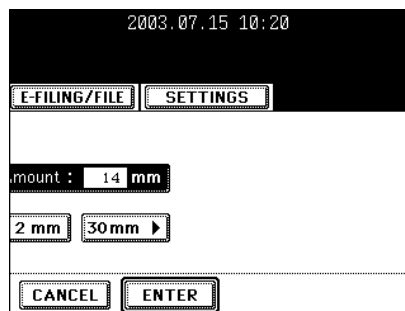 2003.07.15 10:20
E-FILING/FILE SETTINGS
mount : 14 mm
2 mm 30mm ▶
CANCEL ENTER